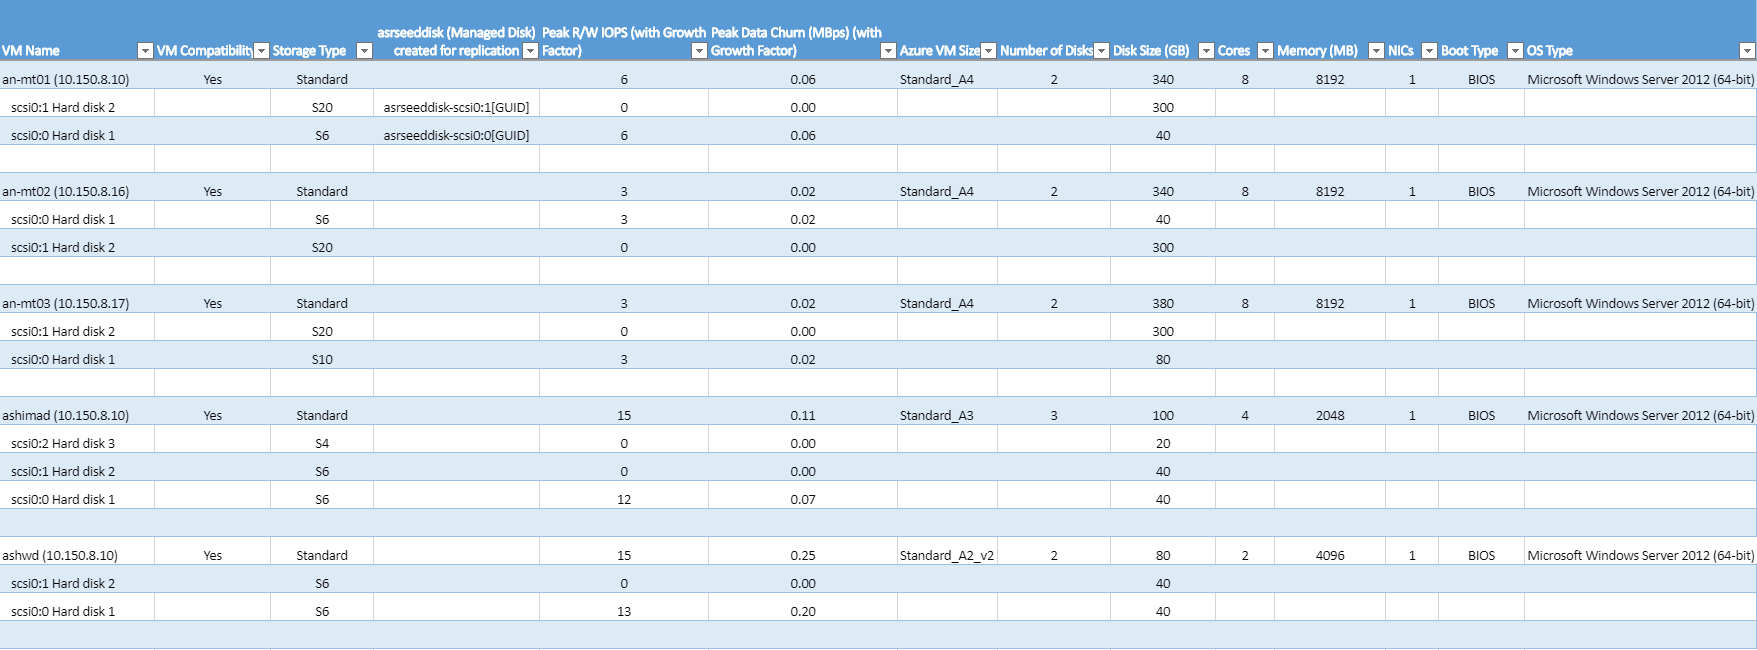 asrseeddisk (Managed Disk) Peak R/W IOPS (with Growth Peak Data Churn (MBps) (with
VM Name VM Compatibility Storage Type created for replication Factor) Growth Factor) Azure VM Size Number of Disks Disk Size (GB) Cores Memory (MB) NICs Boot Type OS Type
an-mt01 (10.150.8.10) Yes Standard 6 0.06 Standard_A4 2 340 8 8192 1 BIOS Microsoft Windows Server 2012 (64-bit)
scsi0:1 Hard disk 2 S20 asrseeddisk-scsi0:1[GUID] 0 0.00 300
scsi0:0 Hard disk 1 S6 asrseeddisk-scsi0:0[GUID] 6 0.06 40
an-mt02 (10.150.8.16) Yes Standard 3 0.02 Standard_A4 2 340 8 8192 1 BIOS Microsoft Windows Server 2012 (64-bit)
scsi0:0 Hard disk 1 S6 3 0.02 40
scsi0:1 Hard disk 2 S20 0 0.00 300
an-mt03 (10.150.8.17) Yes Standard 3 0.02 Standard_A4 2 380 8 8192 1 BIOS Microsoft Windows Server 2012 (64-bit)
scsi0:1 Hard disk 2 S20 0 0.00 300
scsi0:0 Hard disk 1 S10 3 0.02 80
ashimad (10.150.8.10) Yes Standard 15 0.11 Standard_A3 3 100 4 2048 1 BIOS Microsoft Windows Server 2012 (64-bit)
scsi0:2 Hard disk 3 S4 0 0.00 20
scsi0:1 Hard disk 2 S6 0 0.00 40
scsi0:0 Hard disk 1 S6 12 0.07 40
ashwd (10.150.8.10) Yes Standard 15 0.25 Standard_A2_v2 2 80 2 4096 1 BIOS Microsoft Windows Server 2012 (64-bit)
scsi0:1 Hard disk 2 S6 0 0.00 40
scsi0:0 Hard disk 1 S6 13 0.20 40